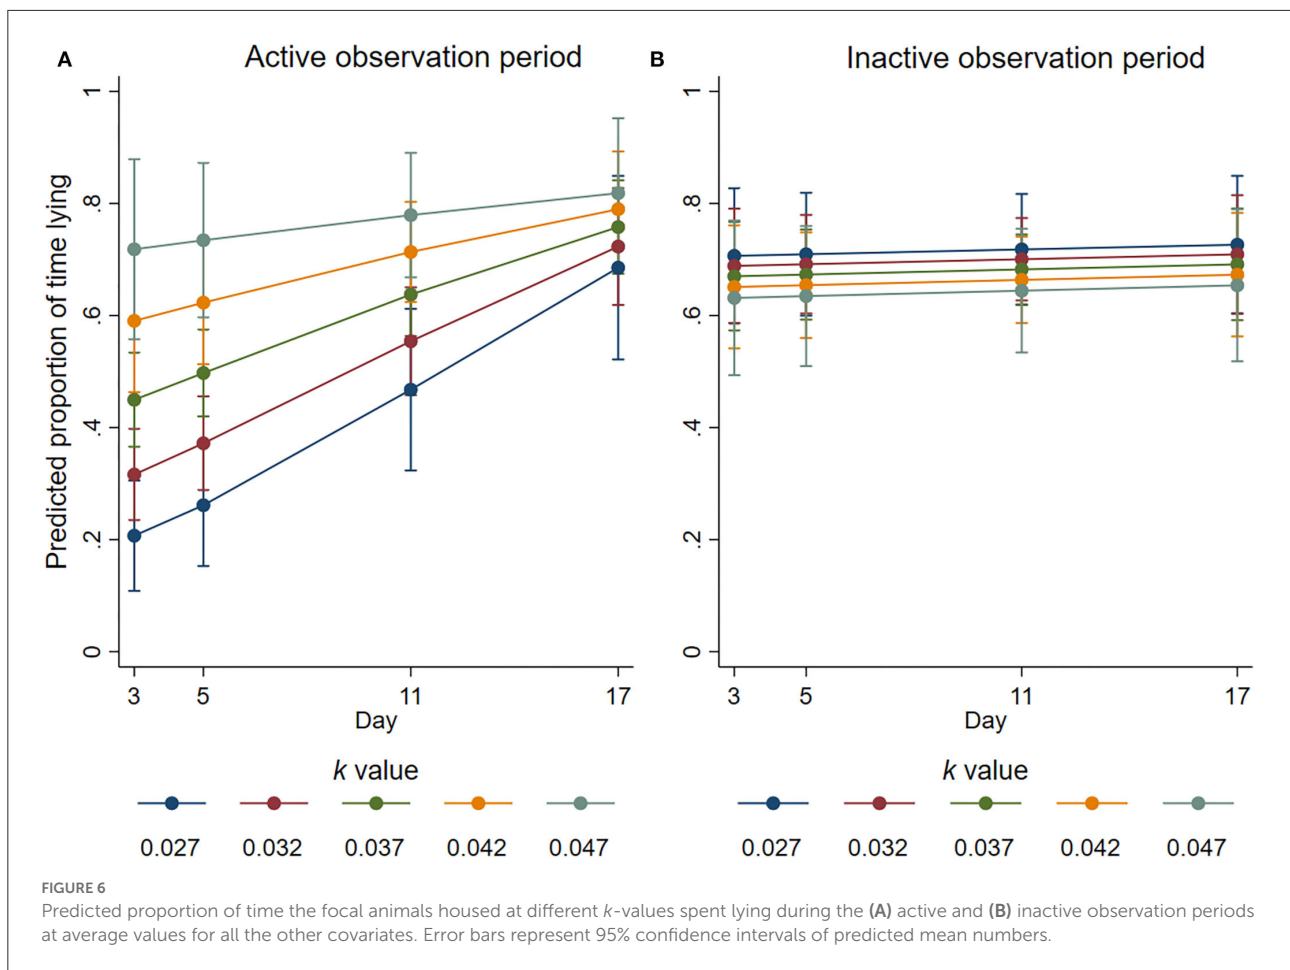 A
Active observation period
B
Inactive observation period
Predicted proportion of time lying
1
.8
.6
.4
.2
0
3 5 11 17
Day
k value
0.027 0.032 0.037 0.042 0.047
1
.8
.6
.4
.2
0
3 5 11 17
Day
k value
0.027 0.032 0.037 0.042 0.047
FIGURE 6
Predicted proportion of time the focal animals housed at different k-values spent lying during the (A) active and (B) inactive observation periods
at average values for all the other covariates. Error bars represent 95% confidence intervals of predicted mean numbers.